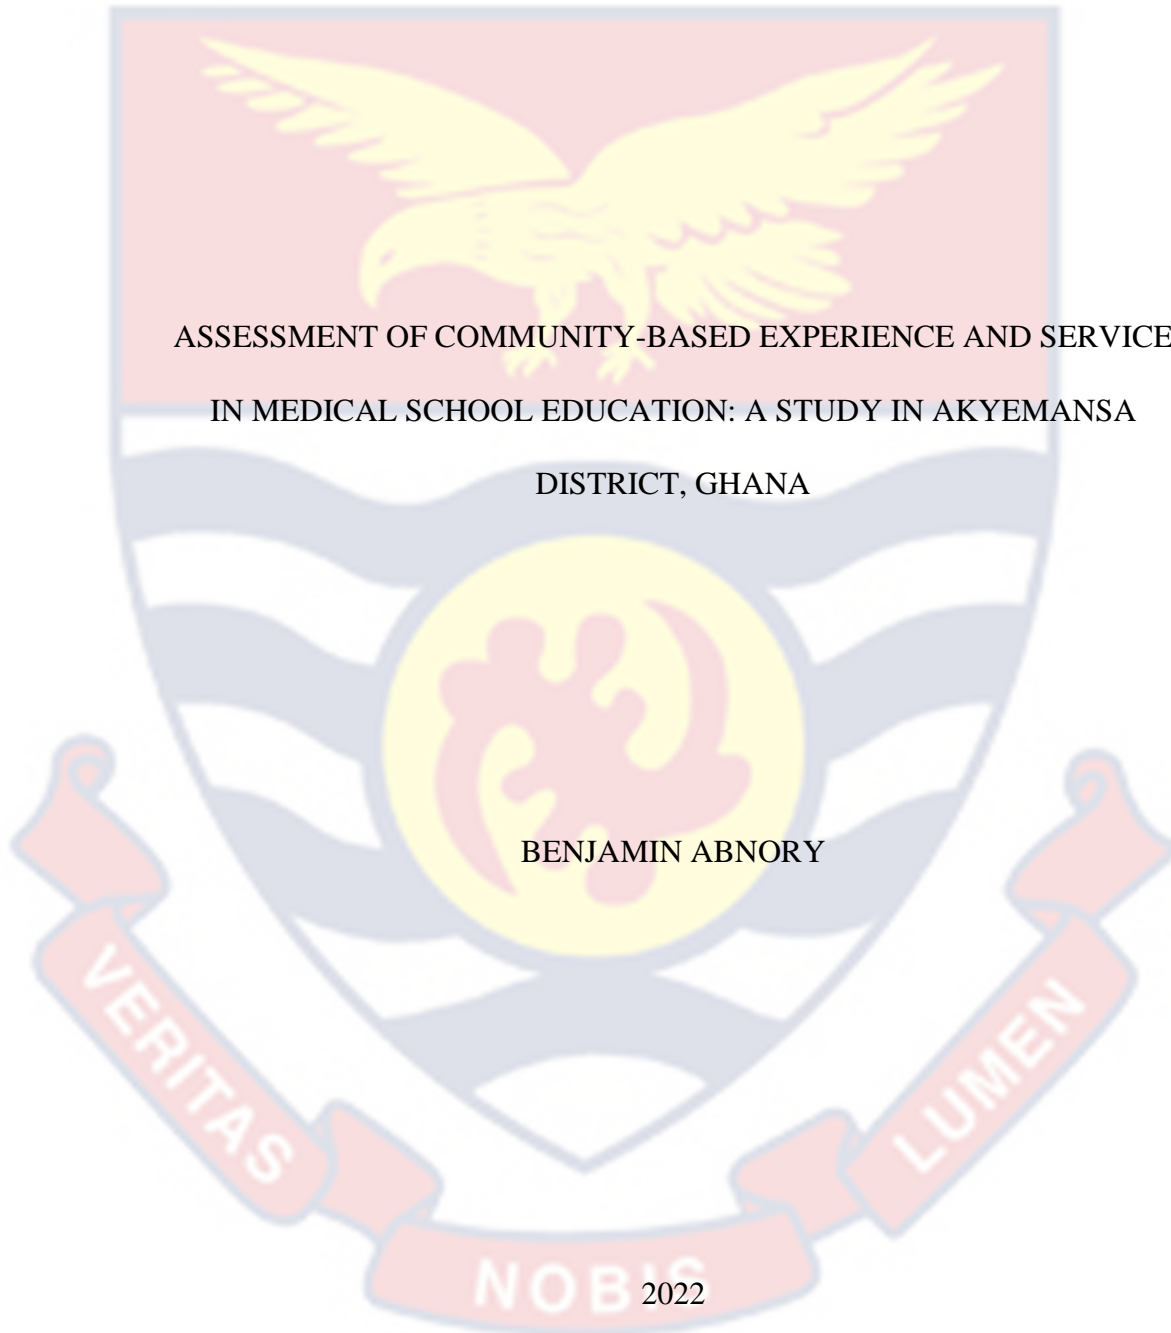 ASSESSMENT OF COMMUNITY-BASED EXPERIENCE AND SERVICE
IN MEDICAL SCHOOL EDUCATION: A STUDY IN AKYEMANSA
DISTRICT, GHANA
BENJAMIN ABNORY
VERITAS
NOBIS
LUMEN
2022